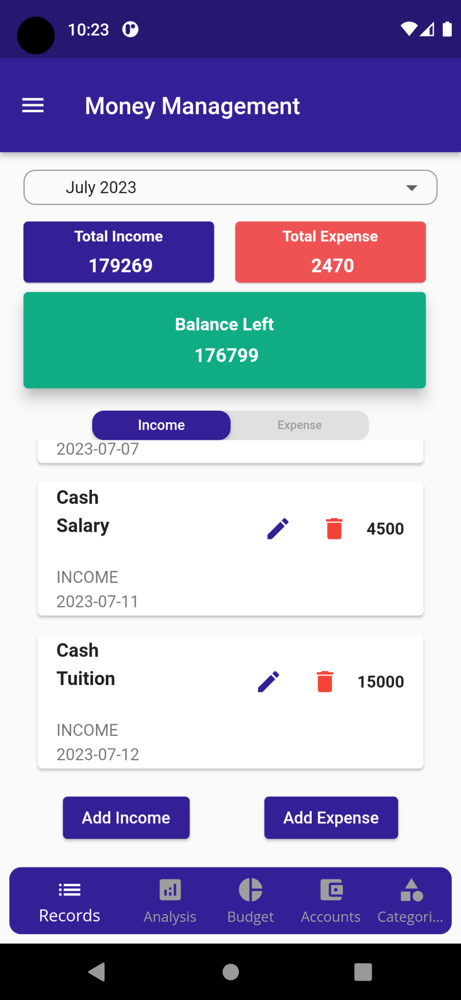 10:23
Money Management
July 2023
Total Income
179269
Total Expense
2470
Balance Left
176799
Income
Expense
2023-07-07
Cash
Salary
4500
INCOME
2023-07-11
Cash
Tuition
15000
INCOME
2023-07-12
Add Income
Add Expense
Records
Analysis
Budget
Accounts
Categori...